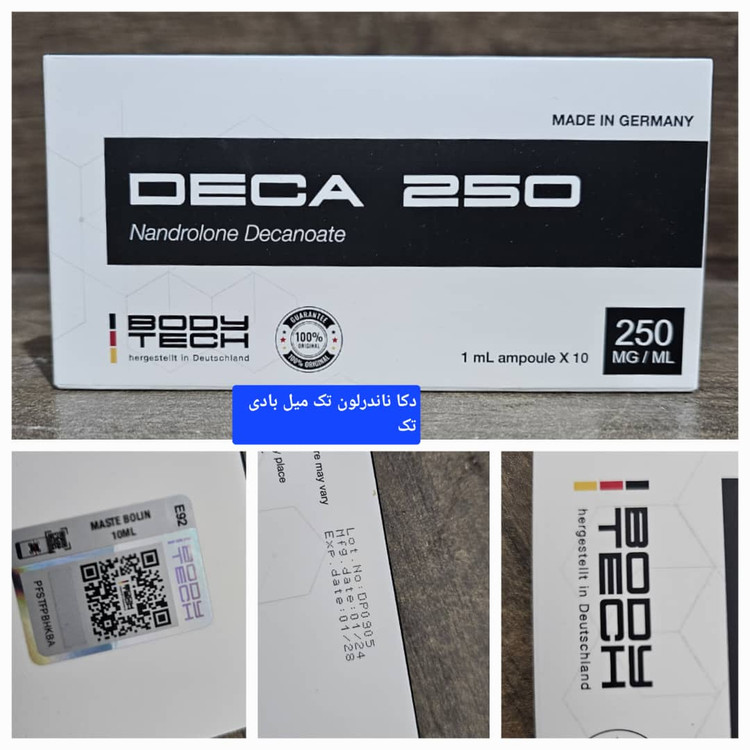 MADE IN GERMANY
DECA 250
Nandrolone Decanoate
BODY
TECH
hergestellt in Deutschland
GUARANTEE
100%
ORIGINAL
100% ORIGINAL
1 mL ampoule X 10
250
MG / ML
دکا ناندرلون تک میل بادی
تک
E92
MASTE BOLIN
10ML
BODY
TECH
PFSTFPBHKBA
re may vary
place
Lot.No:DP0905
Mfg.date:01/24
Exp.date:01/28
BODY
TECH
hergestellt in Deutschland